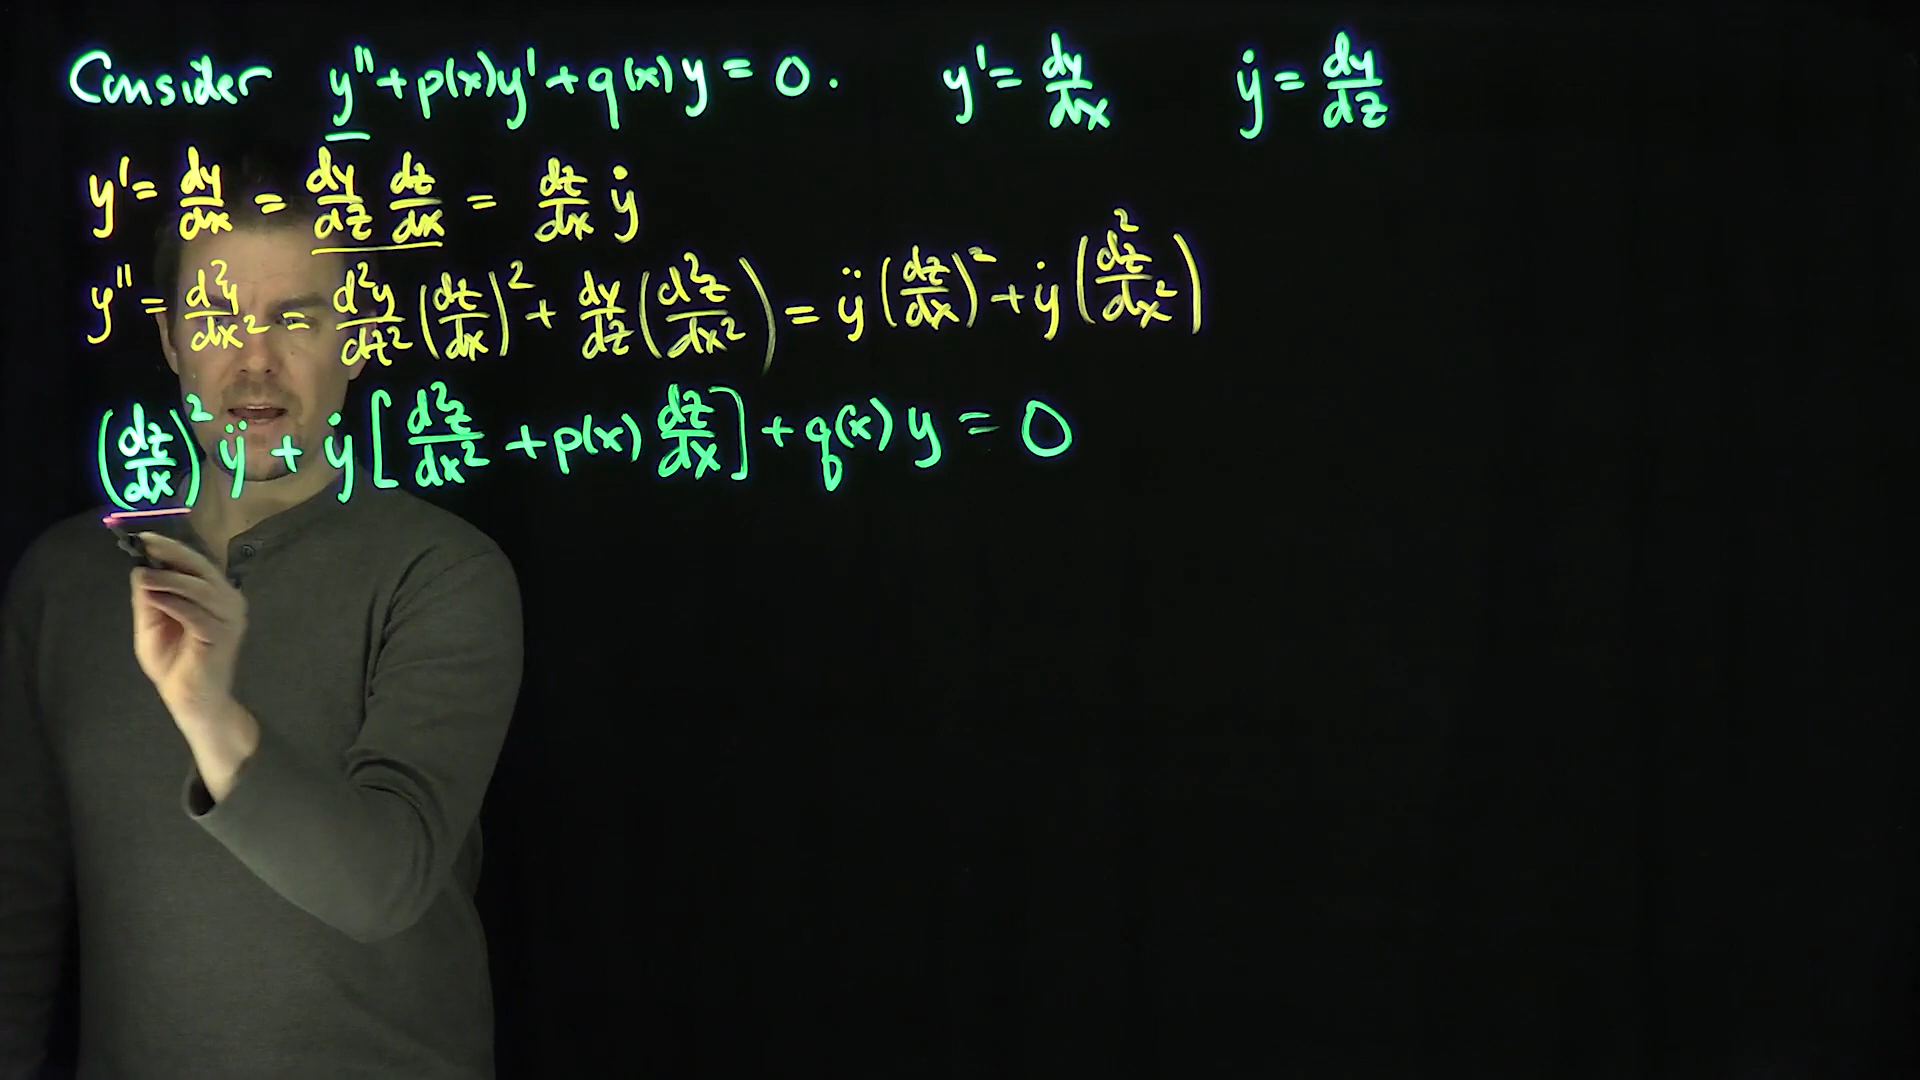 Consider y'' + p(x)y' + q(x)y = 0. y' = dy/dx ẏ = dy/dz
y' = dy/dx = dy/dz dz/dx = dz/dx ẏ
y'' = d²y/dx² = d²y/dz² (dz/dx)² + dy/dz (d²z/dx²) = ÿ (dz/dx)² + ẏ (d²z/dx²)
(dz/dx)² ÿ + ẏ [d²z/dx² + p(x) dz/dx] + q(x) y = 0